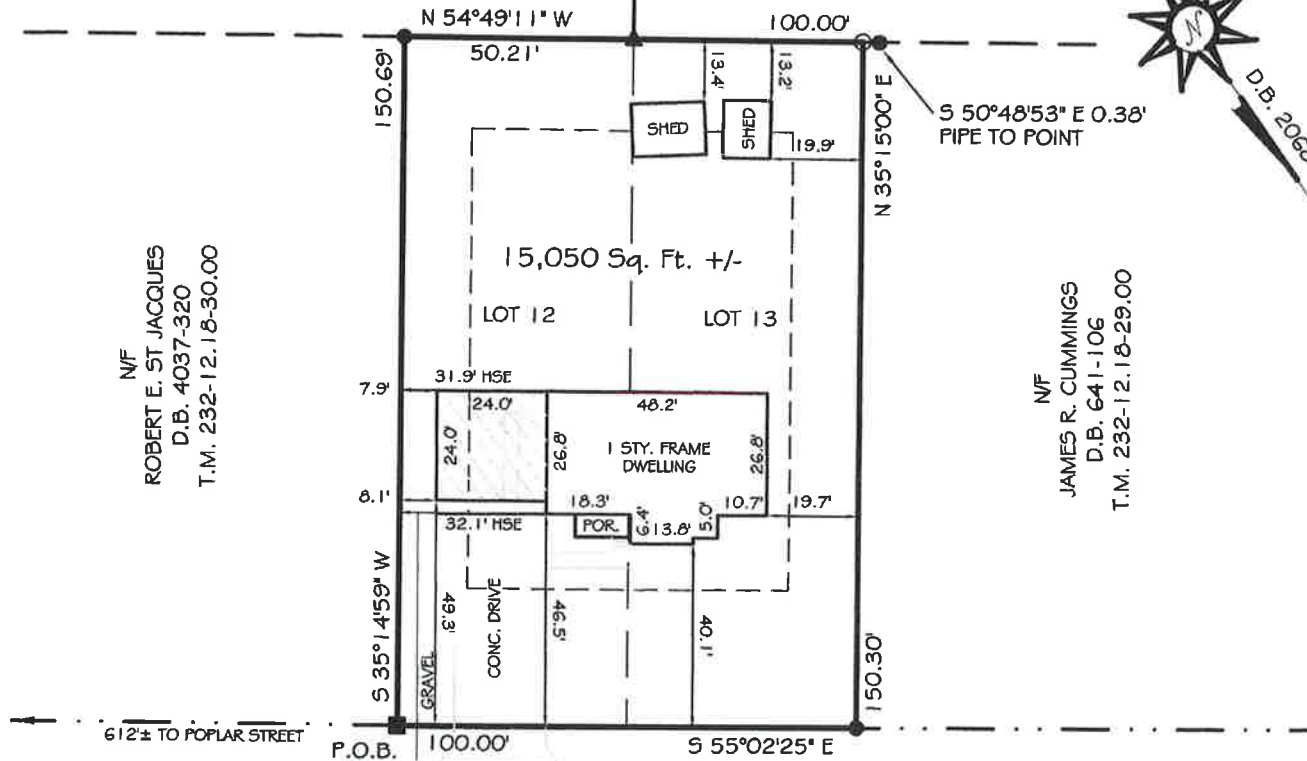 N 54°49'11" W
100.00'
50.21'
150.69'
13.4'
13.2'
N
D.B. 2068
SHED
SHED
19.9'
N 35°15'00" E
S 50°48'53" E 0.38'
PIPE TO POINT
15,050 Sq. Ft. +/-
LOT 12
LOT 13
N/F
ROBERT E. ST JACQUES
D.B. 4037-320
T.M. 232-12.18-30.00
N/F
JAMES R. CUMMINGS
D.B. 641-106
T.M. 232-12.18-29.00
7.9'
31.9' HSE
24.0'
48.2'
24.0'
26.8'
1 STY. FRAME
DWELLING
26.8'
8.1'
32.1' HSE
18.3'
POR.
6.4'
13.8'
5.0'
10.7'
19.7'
S 35°14'59" W
GRAVEL
49.3'
CONC. DRIVE
46.5'
40.1'
150.30'
612'± TO POPLAR STREET
P.O.B.
100.00'
S 55°02'25" E